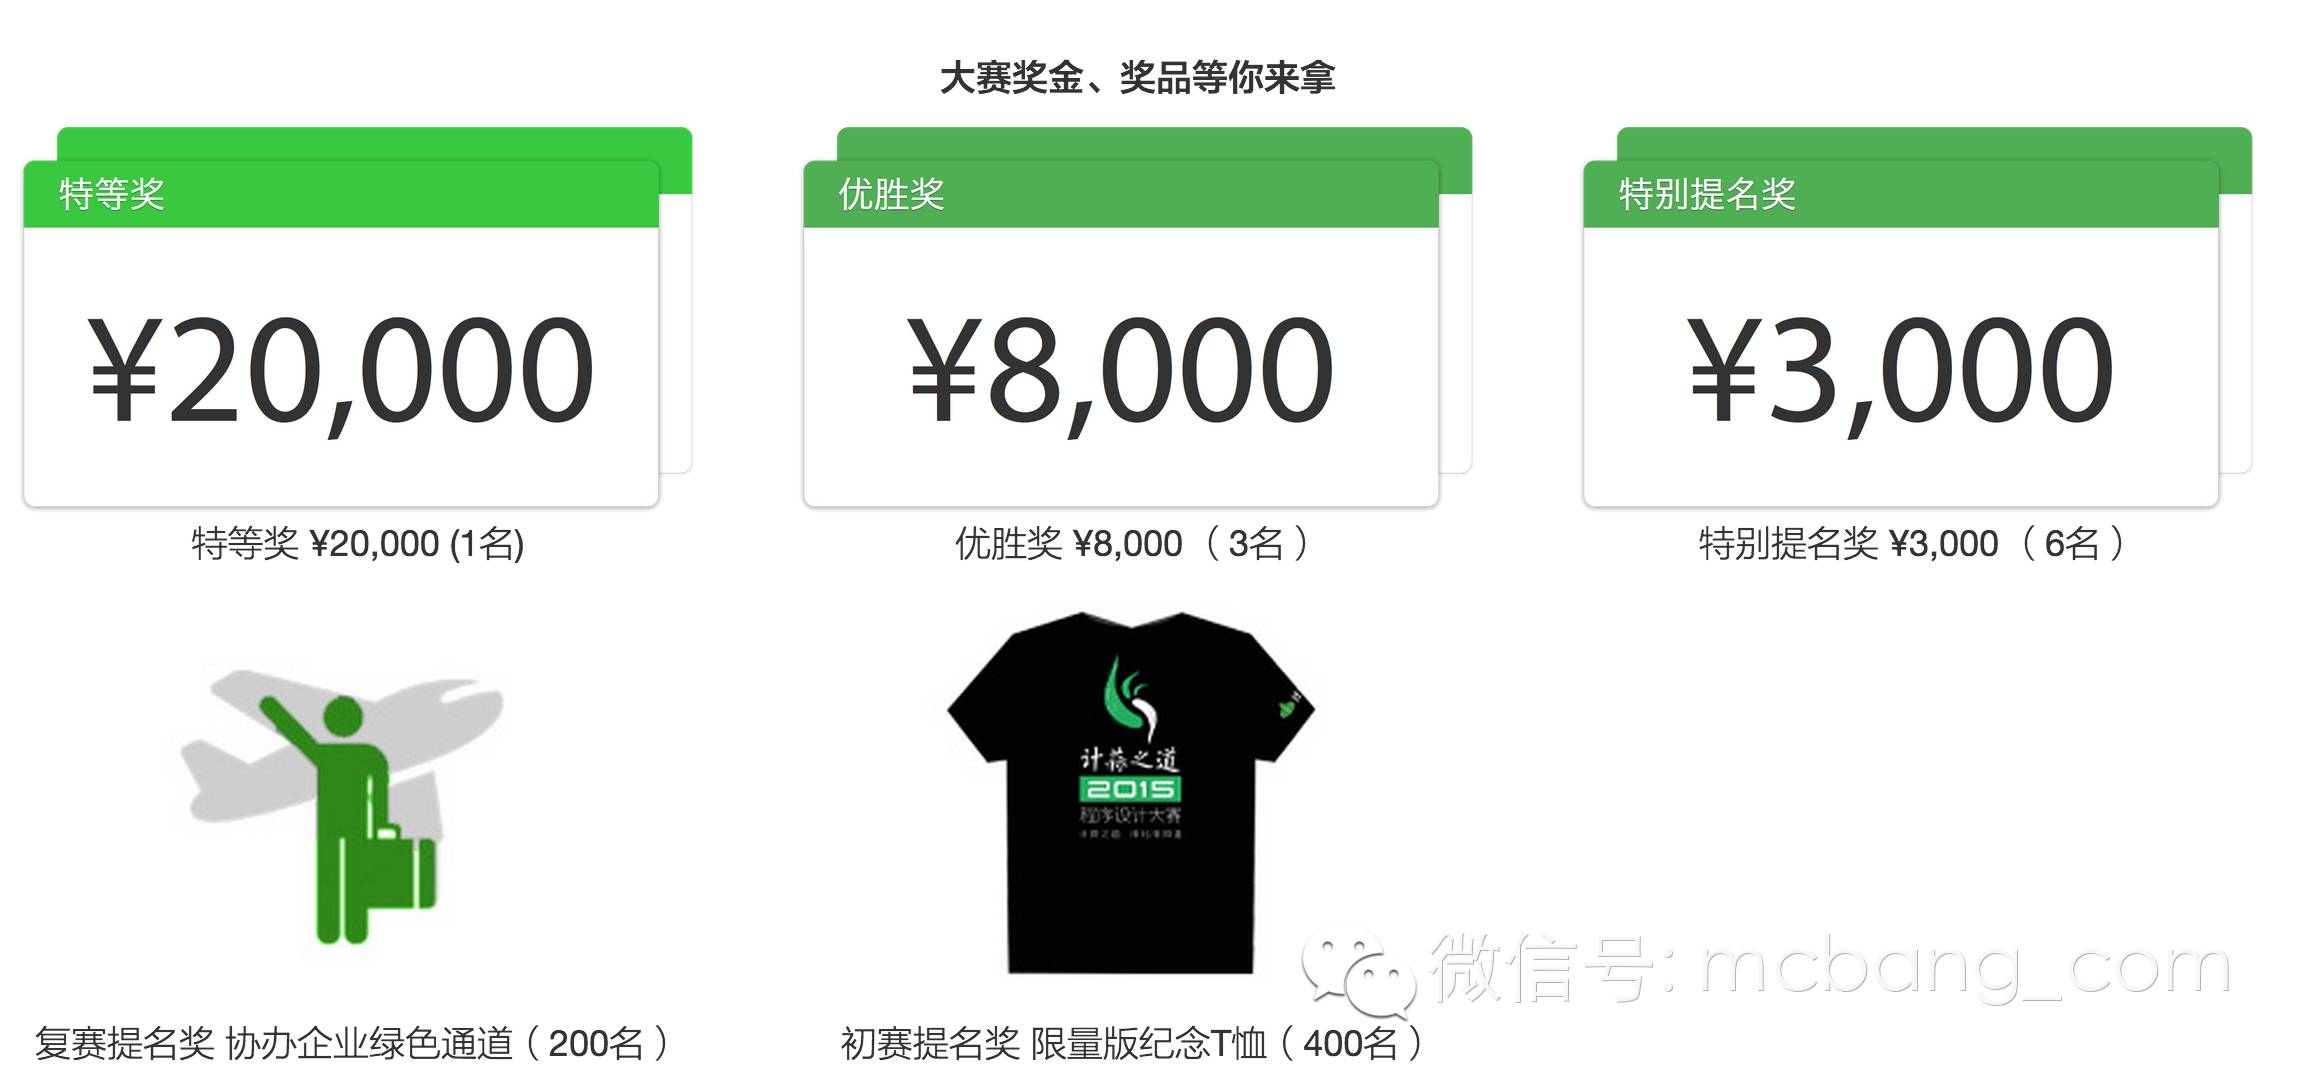 大赛奖金、奖品等你来拿
特等奖
优胜奖
特别提名奖
¥20,000
¥8,000
¥3,000
特等奖 ¥20,000 (1名)
优胜奖 ¥8,000（3名）
特别提名奖 ¥3,000（6名）
计蒜之道
2015
程序设计大赛
微信号: mcbang_com
复赛提名奖 协办企业绿色通道（200名）
初赛提名奖 限量版纪念T恤（400名）